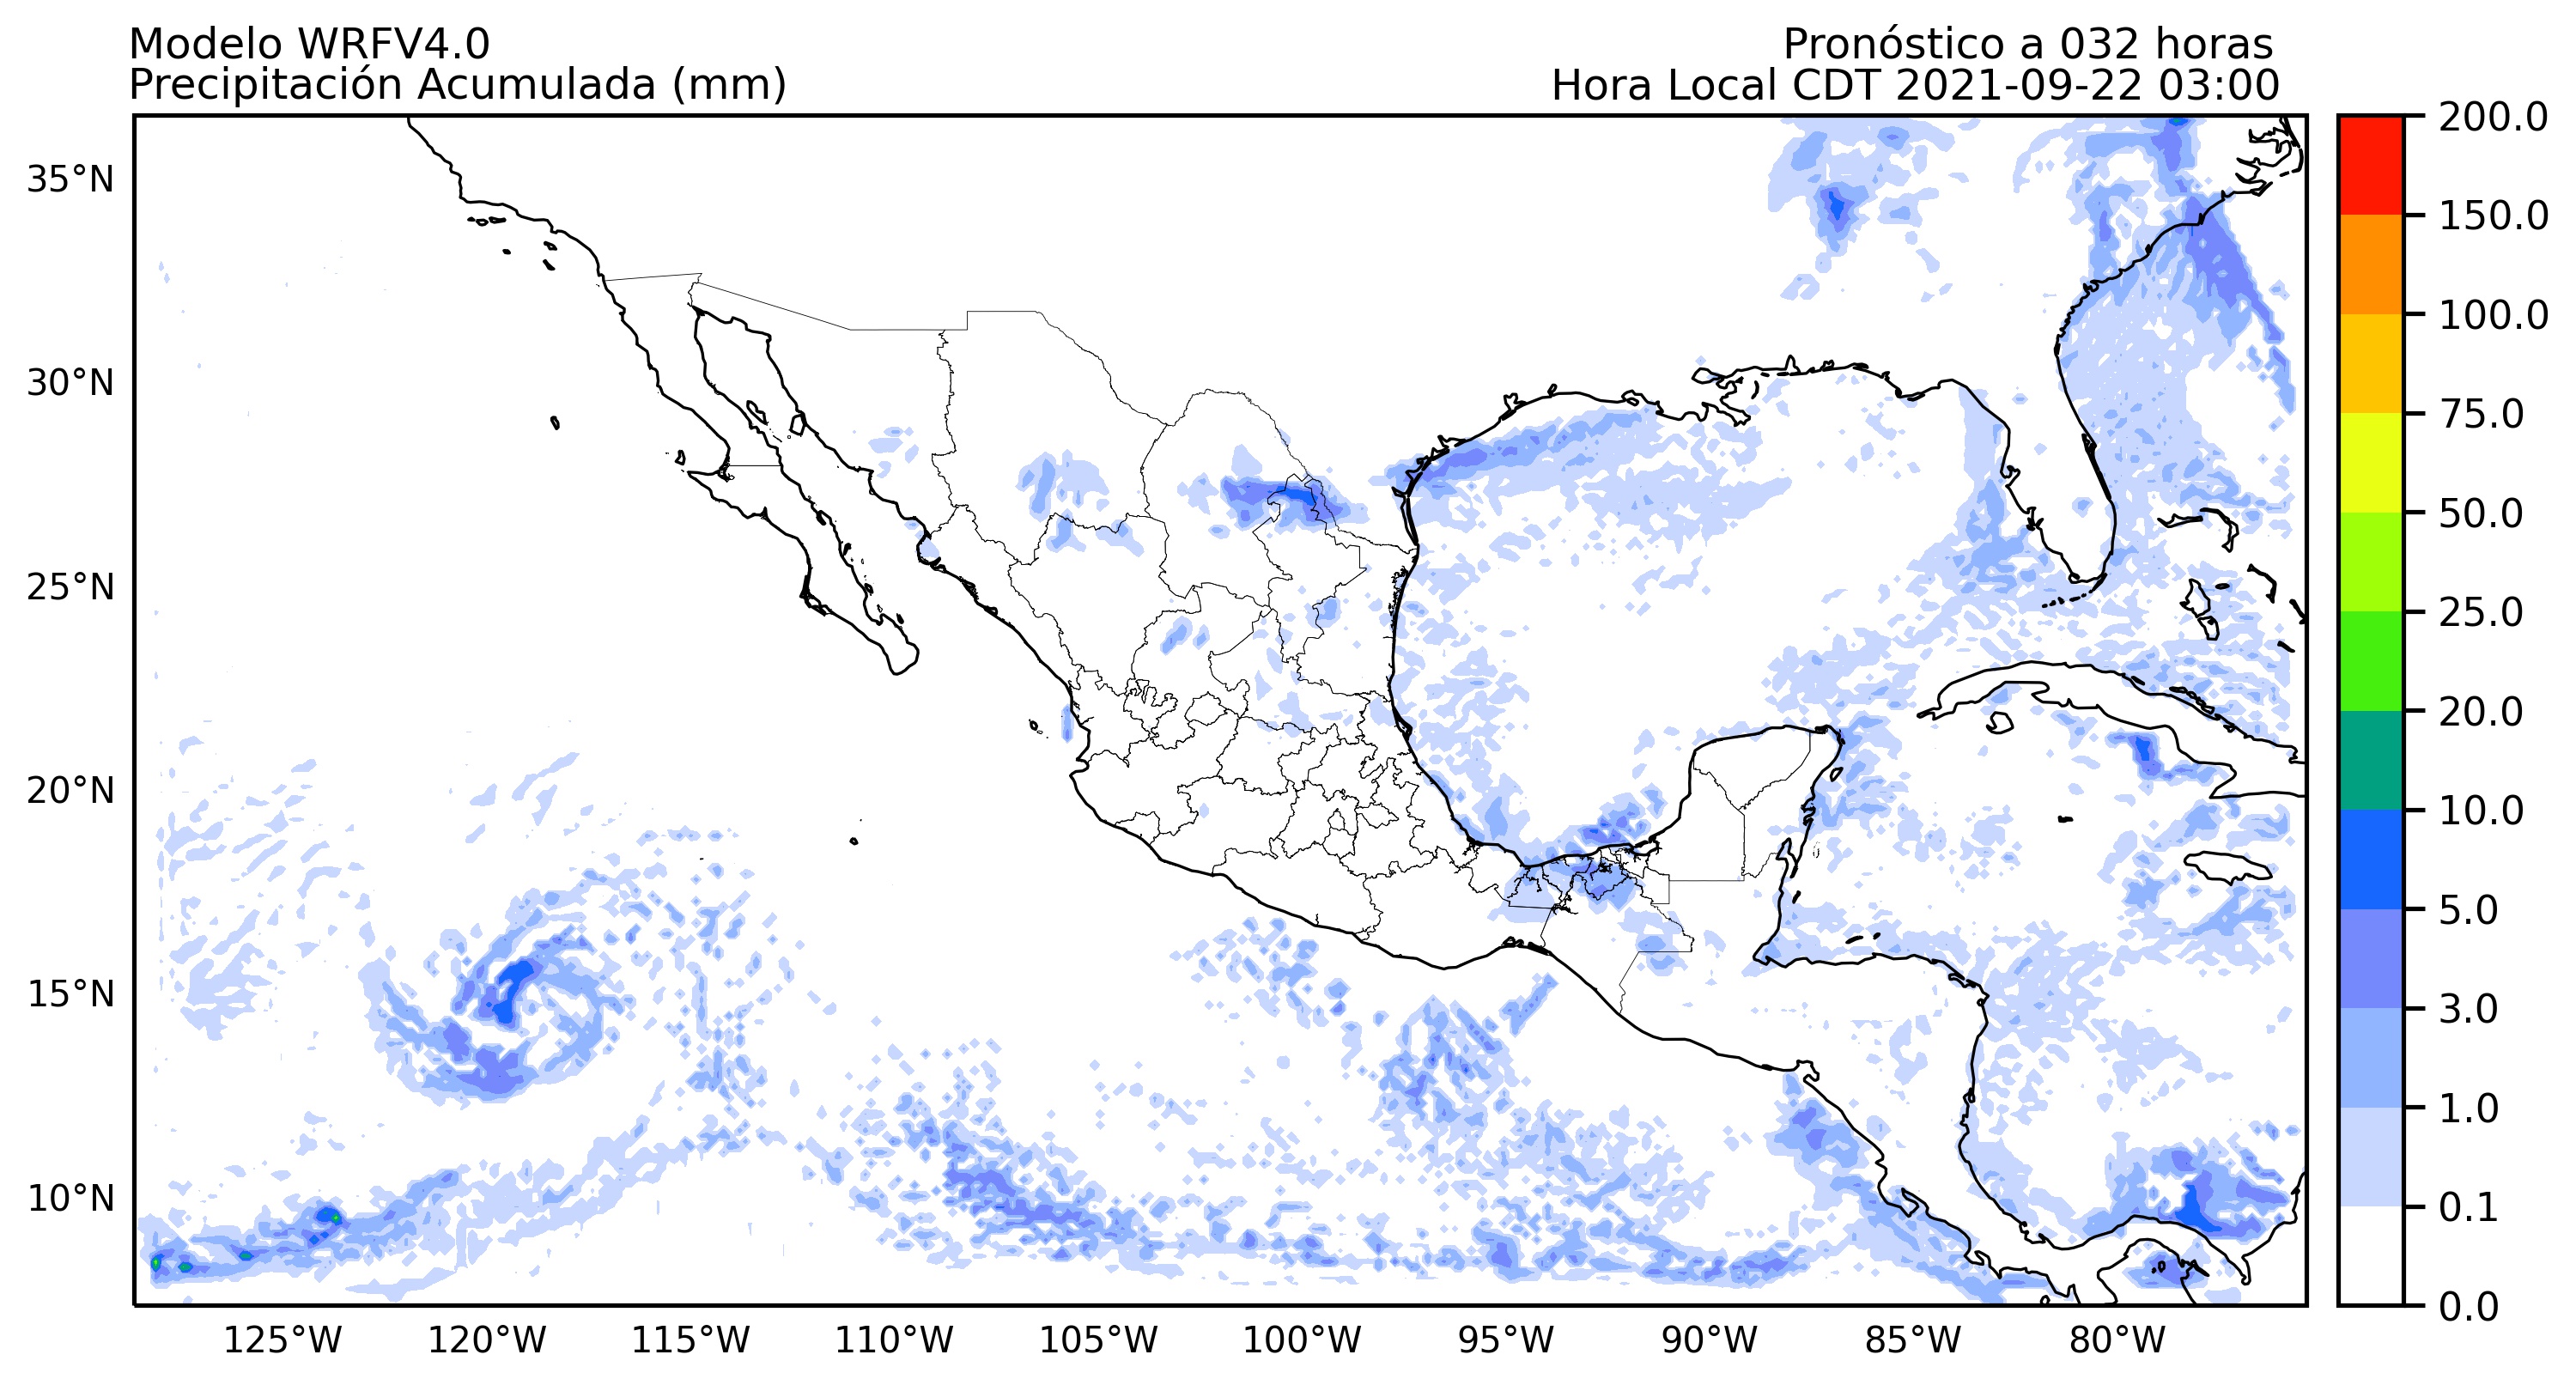 Modelo WRFV4.0
Precipitación Acumulada (mm)
Pronóstico a 032 horas
Hora Local CDT 2021-09-22 03:00
35°N
30°N
25°N
20°N
15°N
10°N
125°W
120°W
115°W
110°W
105°W
100°W
95°W
90°W
85°W
80°W
200.0
150.0
100.0
75.0
50.0
25.0
20.0
10.0
5.0
3.0
1.0
0.1
0.0